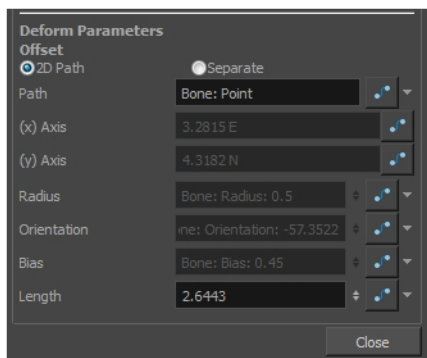 Deform Parameters
Offset
2D Path Separate
Path Bone: Point
(x) Axis 3.2815 E
(y) Axis 4.3182 N
Radius Bone: Radius: 0.5
Orientation ne: Orientation: -57.3522
Bias Bone: Bias: 0.45
Length 2.6443
Close